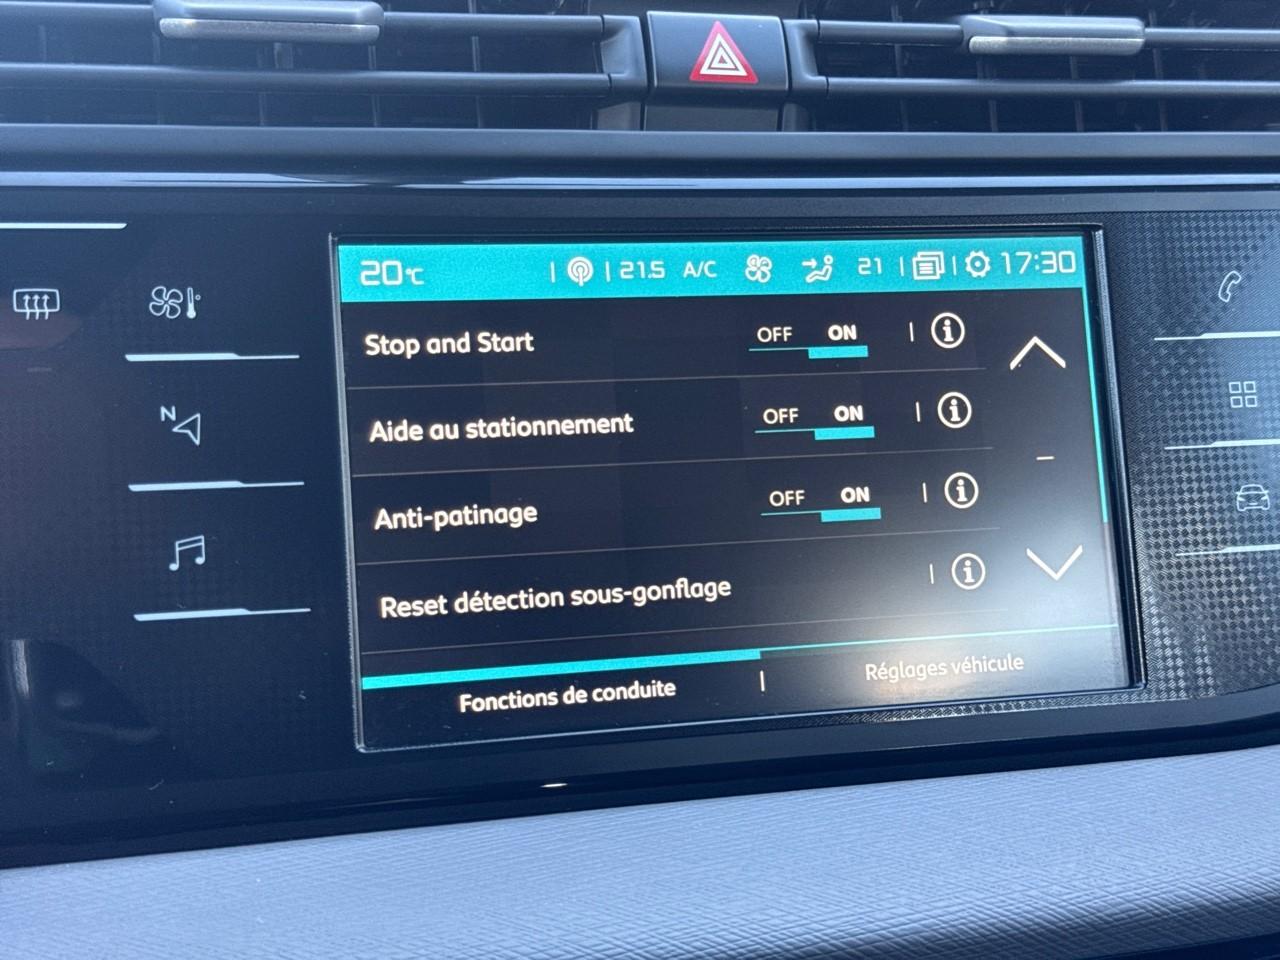 20°C 21.5 A/C 21 17:30
Stop and Start OFF ON
Aide au stationnement OFF ON
Anti-patinage OFF ON
Reset détection sous-gonflage
Fonctions de conduite Réglages véhicule
N